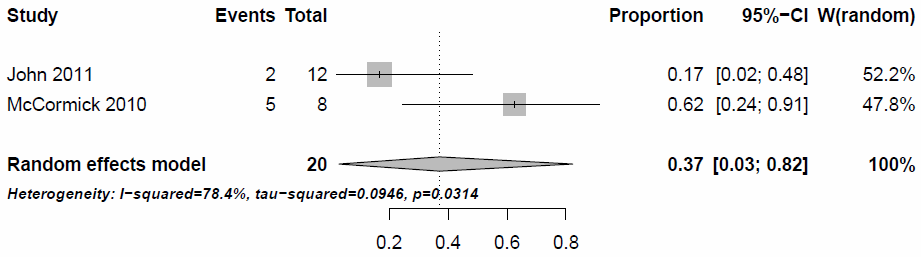 Study Events Total Proportion 95%−CI W(random)
John 2011 2 12 0.17 [0.02; 0.48] 52.2%
McCormick 2010 5 8 0.62 [0.24; 0.91] 47.8%
Random effects model 20 0.37 [0.03; 0.82] 100%
Heterogeneity: I−squared=78.4%, tau−squared=0.0946, p=0.0314
0.2 0.4 0.6 0.8